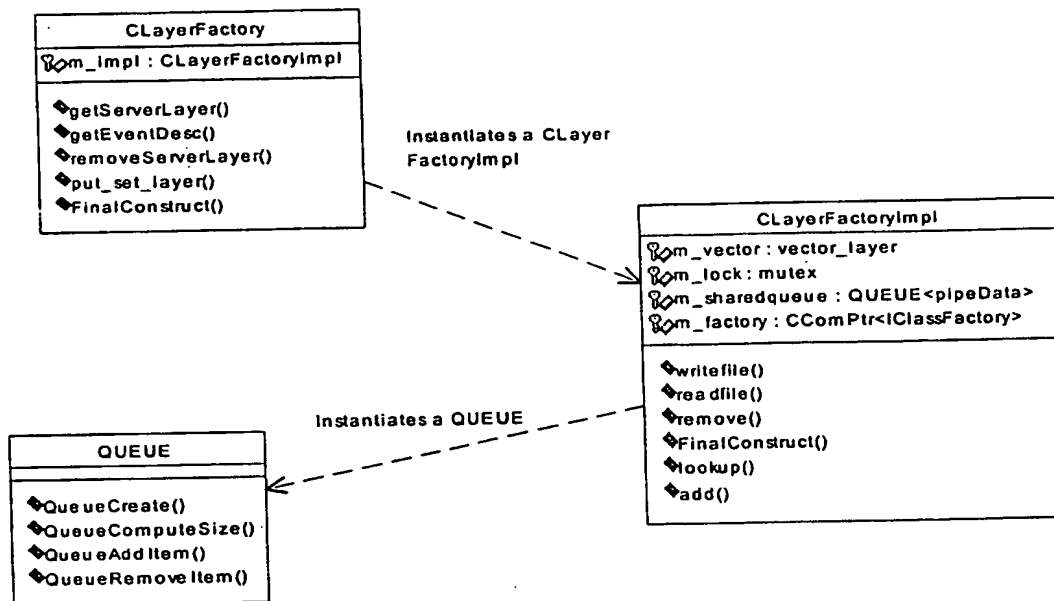 CLayerFactory
m_impl : CLayerFactoryImpl
getServerLayer()
getEventDesc()
removeServerLayer()
put_set_layer()
FinalConstruct()
Instantiates a CLayer
FactoryImpl
CLayerFactoryImpl
m_vector : vector_layer
m_lock : mutex
m_sharedqueue : QUEUE<pipeData>
m_factory : CComPtr<IClassFactory>
writefile()
readfile()
remove()
FinalConstruct()
lookup()
add()
Instantiates a QUEUE
QUEUE
QueueCreate()
QueueComputeSize()
QueueAddItem()
QueueRemoveItem()